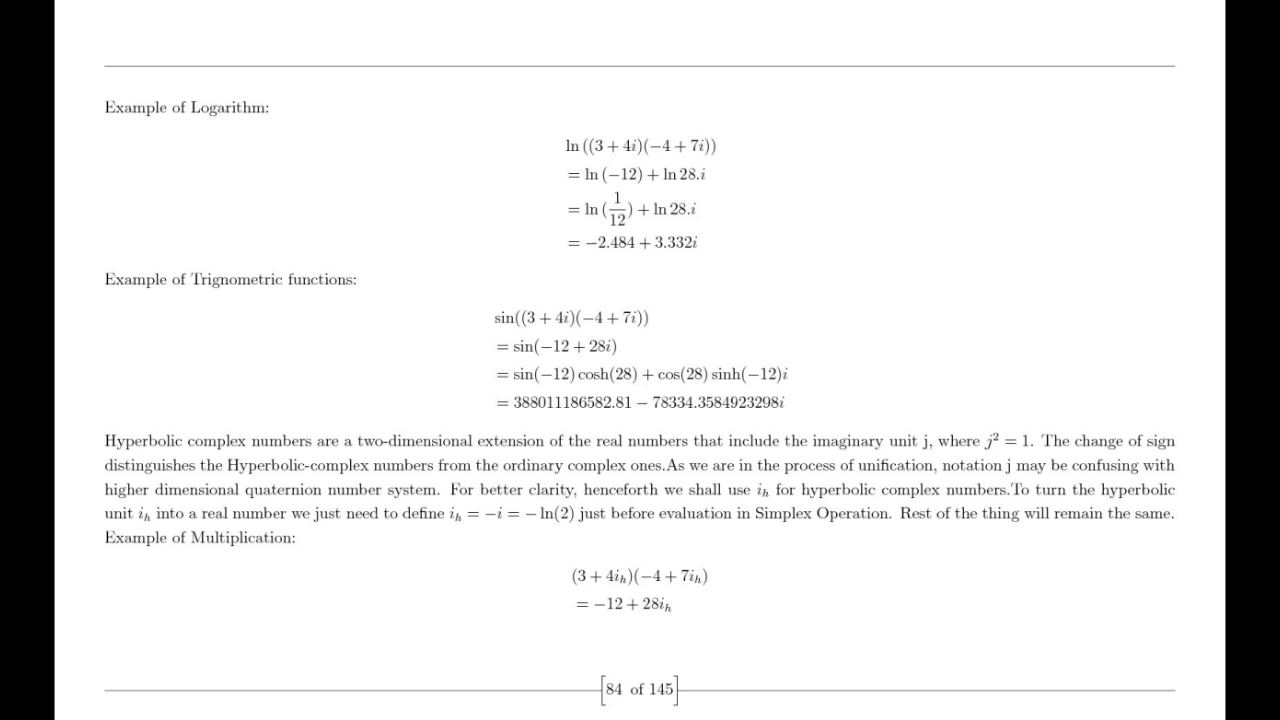 Example of Logarithm:
ln ((3 + 4i)(−4 + 7i))
= ln (−12) + ln 28.i
= ln (1/12) + ln 28.i
= −2.484 + 3.332i
Example of Trignometric functions:
sin((3 + 4i)(−4 + 7i))
= sin(−12 + 28i)
= sin(−12) cosh(28) + cos(28) sinh(−12)i
= 388011186582.81 − 78334.3584923298i
Hyperbolic complex numbers are a two-dimensional extension of the real numbers that include the imaginary unit j, where j² = 1. The change of sign
distinguishes the Hyperbolic-complex numbers from the ordinary complex ones.As we are in the process of unification, notation j may be confusing with
higher dimensional quaternion number system. For better clarity, henceforth we shall use iₕ for hyperbolic complex numbers.To turn the hyperbolic
unit iₕ into a real number we just need to define iₕ = −i = − ln(2) just before evaluation in Simplex Operation. Rest of the thing will remain the same.
Example of Multiplication:
(3 + 4iₕ)(−4 + 7iₕ)
= −12 + 28iₕ
84 of 145